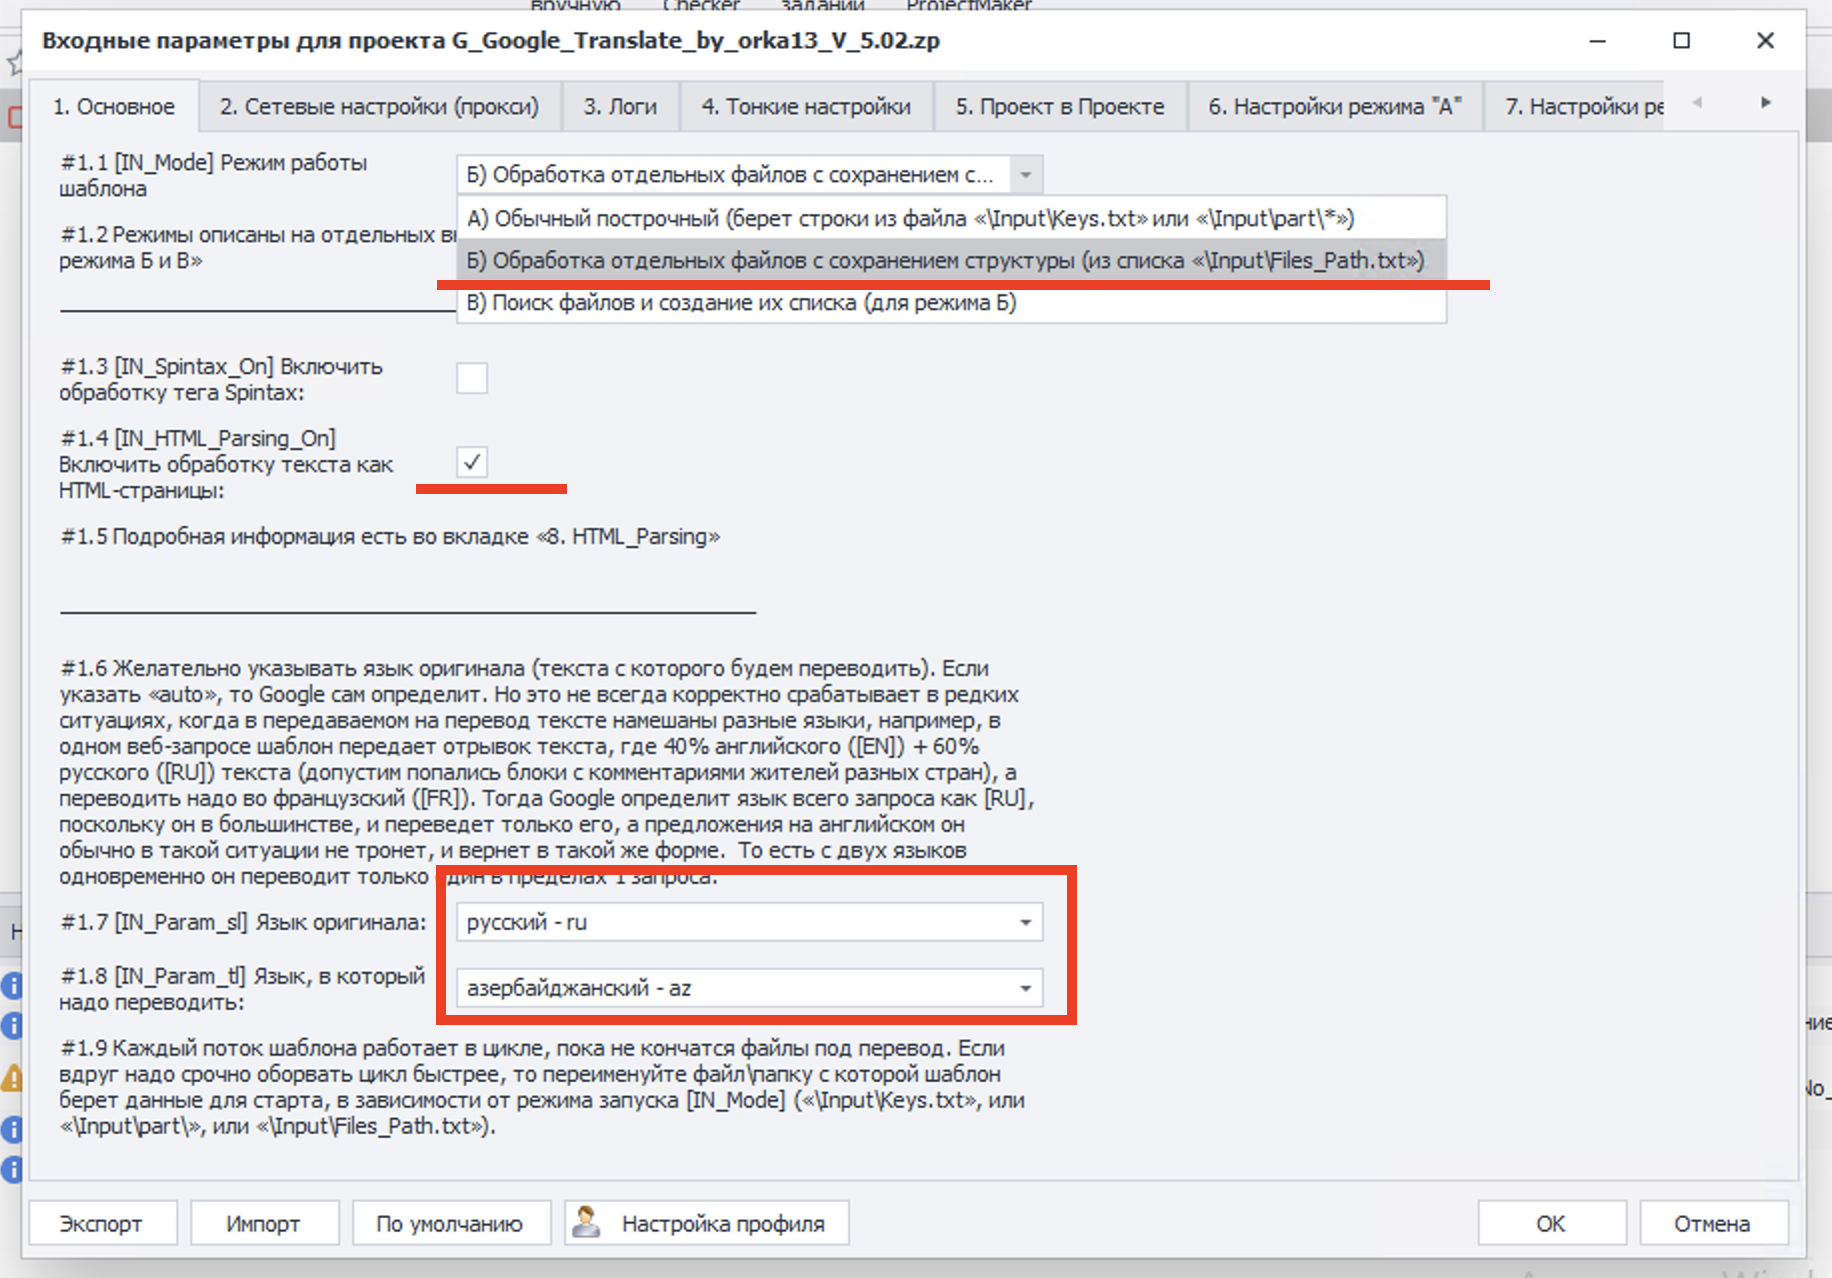 вручную Checker заданий ProjectMaker
Входные параметры для проекта G_Google_Translate_by_orka13_V_5.02.zp
1. Основное
2. Сетевые настройки (прокси)
3. Логи
4. Тонкие настройки
5. Проект в Проекте
6. Настройки режима "А"
7. Настройки ре
#1.1 [IN_Mode] Режим работы
шаблона
Б) Обработка отдельных файлов с сохранением с...
А) Обычный построчный (берет строки из файла «\Input\Keys.txt» или «\Input\part\*»)
#1.2 Режимы описаны на отдельных в
режима Б и В»
Б) Обработка отдельных файлов с сохранением структуры (из списка «\Input\Files_Path.txt»)
В) Поиск файлов и создание их списка (для режима Б)
#1.3 [IN_Spintax_On] Включить
обработку тега Spintax:
#1.4 [IN_HTML_Parsing_On]
Включить обработку текста как
HTML-страницы:
#1.5 Подробная информация есть во вкладке «8. HTML_Parsing»
#1.6 Желательно указывать язык оригинала (текста с которого будем переводить). Если
указать «auto», то Google сам определит. Но это не всегда корректно срабатывает в редких
ситуациях, когда в передаваемом на перевод тексте намешаны разные языки, например, в
одном веб-запросе шаблон передает отрывок текста, где 40% английского ([EN]) + 60%
русского ([RU]) текста (допустим попались блоки с комментариями жителей разных стран), а
переводить надо во французский ([FR]). Тогда Google определит язык всего запроса как [RU],
поскольку он в большинстве, и переведет только его, а предложения на английском он
обычно в такой ситуации не тронет, и вернет в такой же форме.  То есть с двух языков
одновременно он переводит только один в пределах 1 запроса.
#1.7 [IN_Param_sl] Язык оригинала:
русский - ru
#1.8 [IN_Param_tl] Язык, в который
надо переводить:
азербайджанский - az
#1.9 Каждый поток шаблона работает в цикле, пока не кончатся файлы под перевод. Если
вдруг надо срочно оборвать цикл быстрее, то переименуйте файл\папку с которой шаблон
берет данные для старта, в зависимости от режима запуска [IN_Mode] («\Input\Keys.txt», или
«\Input\part\», или «\Input\Files_Path.txt»).
Экспорт
Импорт
По умолчанию
Настройка профиля
OK
Отмена